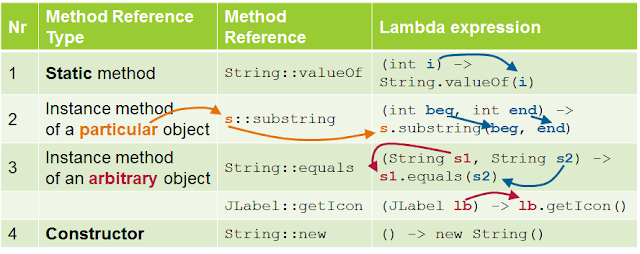 Nr Method Reference Type Method Reference Lambda expression
1 Static method String::valueOf (int i) –> String.valueOf(i)
2 Instance method of a particular object s::substring (int beg, int end) –> s.substring(beg, end)
3 Instance method of an arbitrary object String::equals (String s1, String s2) –> s1.equals(s2)
JLabel::getIcon (JLabel lb) –> lb.getIcon()
4 Constructor String::new () –> new String()